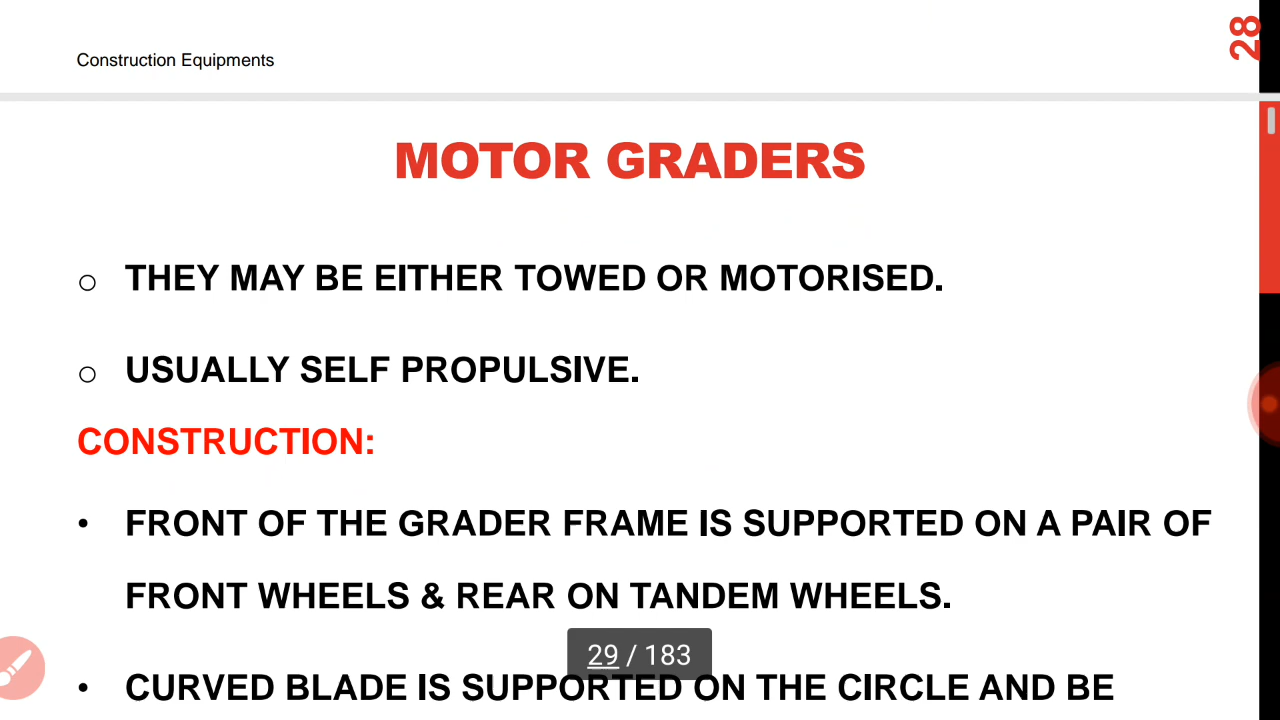 28
Construction Equipments
MOTOR GRADERS
o THEY MAY BE EITHER TOWED OR MOTORISED.
o USUALLY SELF PROPULSIVE.
CONSTRUCTION:
• FRONT OF THE GRADER FRAME IS SUPPORTED ON A PAIR OF
FRONT WHEELS & REAR ON TANDEM WHEELS.
29 / 183
• CURVED BLADE IS SUPPORTED ON THE CIRCLE AND BE